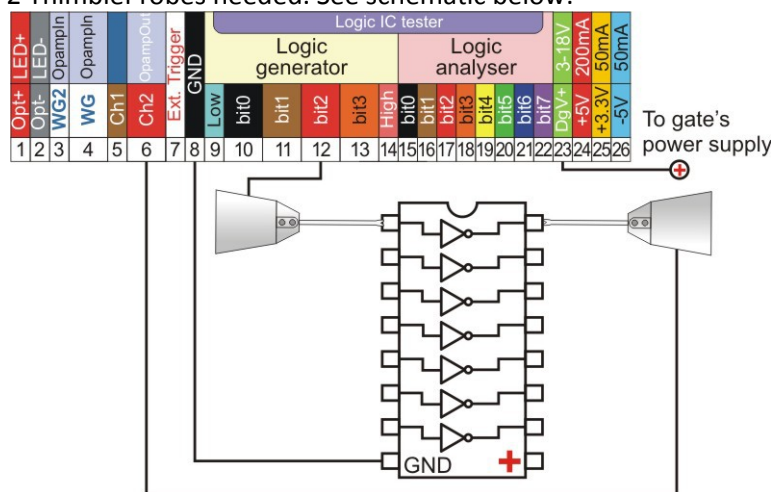 2 ThimbleProbes needed. See schematic below:
Logic IC tester
Logic generator
Logic analyser
Opt+ LED+
Opt- LED-
WG2 OpampIn
WG OpampIn
Ch1
Ch2 OpampOut
Ext. Trigger
GND
Low
bit0
bit1
bit2
bit3
High
bit0
bit1
bit2
bit3
bit4
bit5
bit6
bit7
DgV+ 3-18V
+5V 200mA
+3.3V 50mA
-5V 50mA
1 2 3 4 5 6 7 8 9 10 11 12 13 14 15 16 17 18 19 20 21 22 23 24 25 26
To gate's
power supply
+
GND +